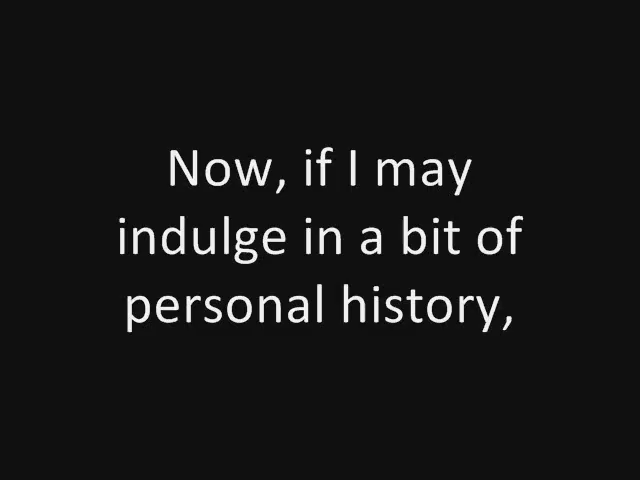 Now, if I may
indulge in a bit of
personal history,